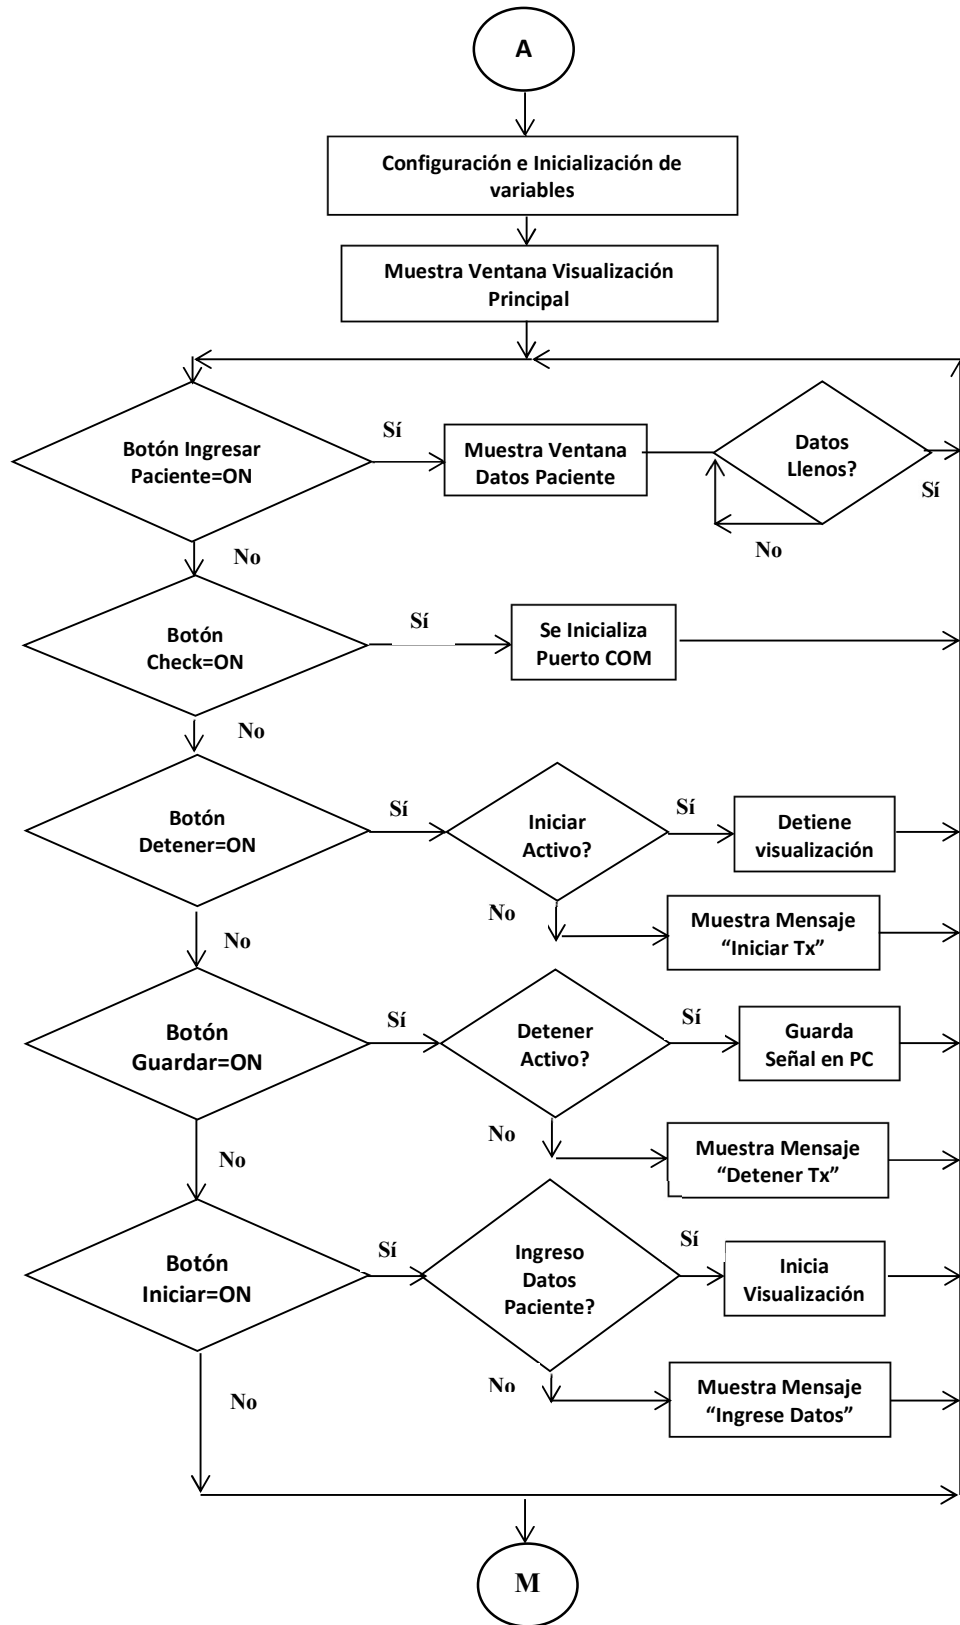 A
Configuración e Inicialización de
variables
Muestra Ventana Visualización
Principal
Botón Ingresar
Paciente=ON
Sí
Muestra Ventana
Datos Paciente
Datos
Llenos?
Sí
No
No
Botón
Check=ON
Sí
Se Inicializa
Puerto COM
No
Botón
Detener=ON
Sí
Iniciar
Activo?
Sí
Detiene
visualización
No
Muestra Mensaje
“Iniciar Tx”
No
Botón
Guardar=ON
Sí
Detener
Activo?
Sí
Guarda
Señal en PC
No
Muestra Mensaje
“Detener Tx”
No
Botón
Iniciar=ON
Sí
Ingreso
Datos
Paciente?
Sí
Inicia
Visualización
No
Muestra Mensaje
“Ingrese Datos”
No
M